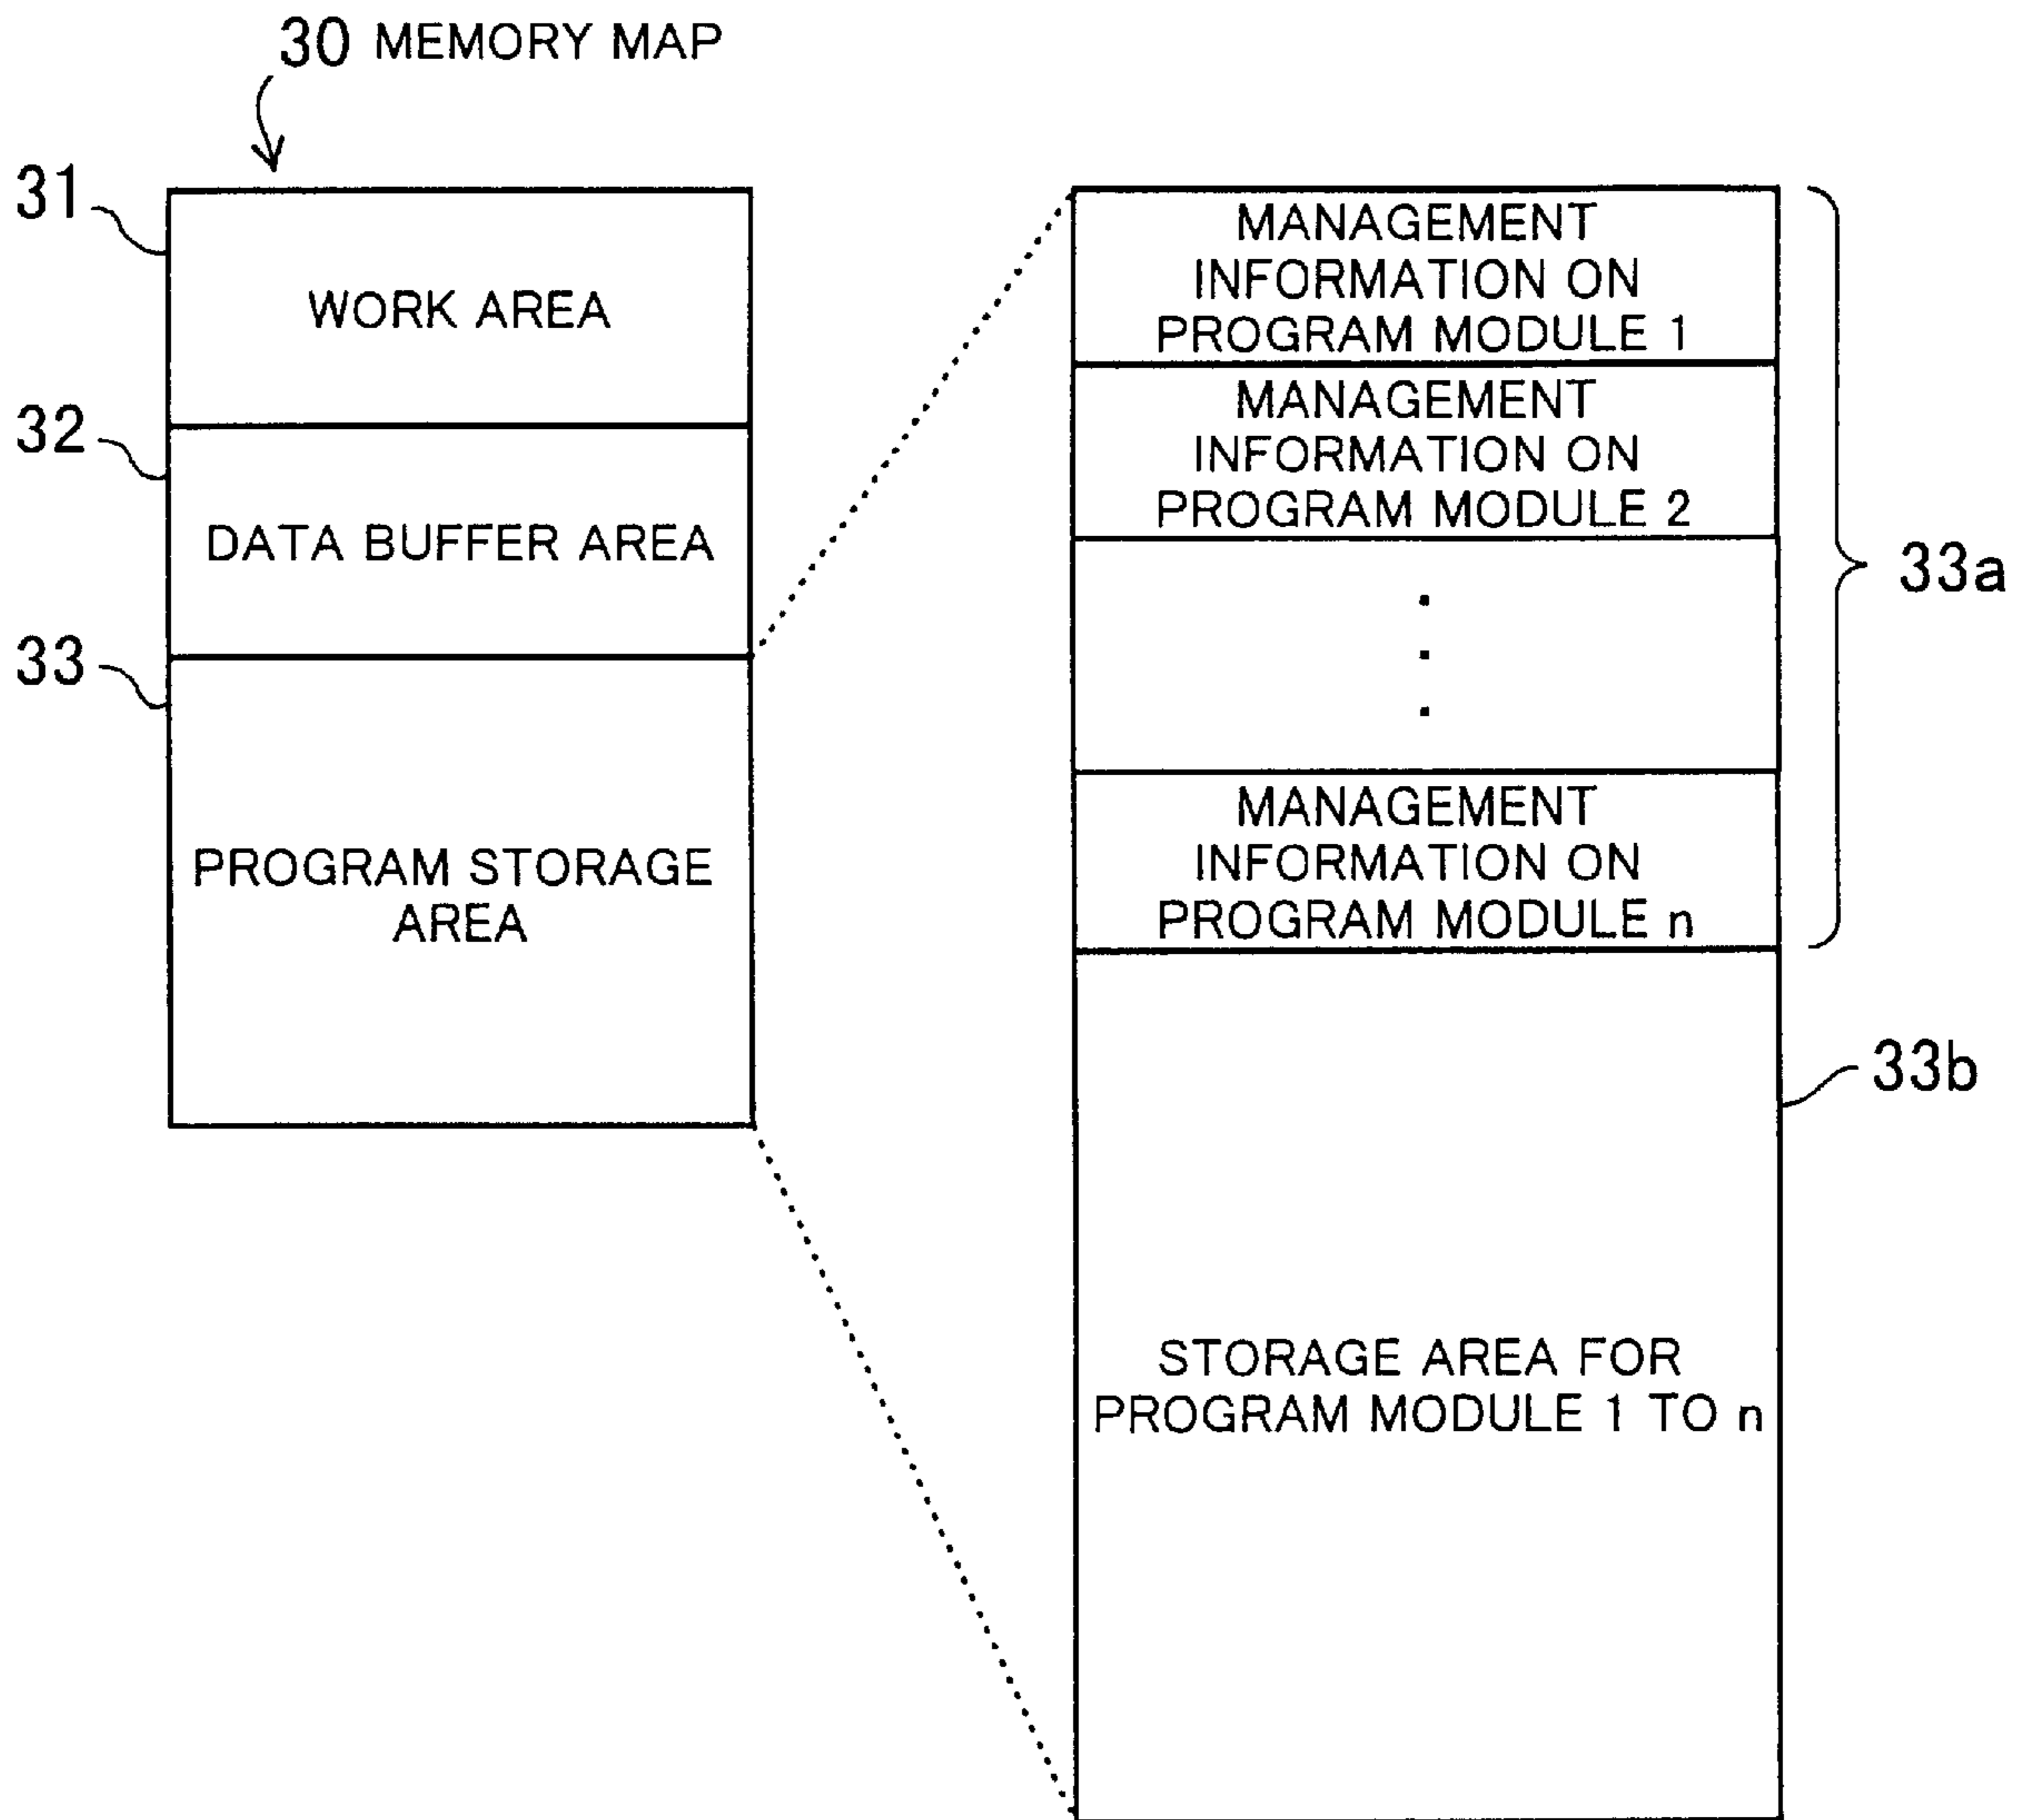 30 MEMORY MAP
31
WORK AREA
32
DATA BUFFER AREA
33
PROGRAM STORAGE
AREA
MANAGEMENT
INFORMATION ON
PROGRAM MODULE 1
MANAGEMENT
INFORMATION ON
PROGRAM MODULE 2
.
.
.
MANAGEMENT
INFORMATION ON
PROGRAM MODULE n
33a
STORAGE AREA FOR
PROGRAM MODULE 1 TO n
33b